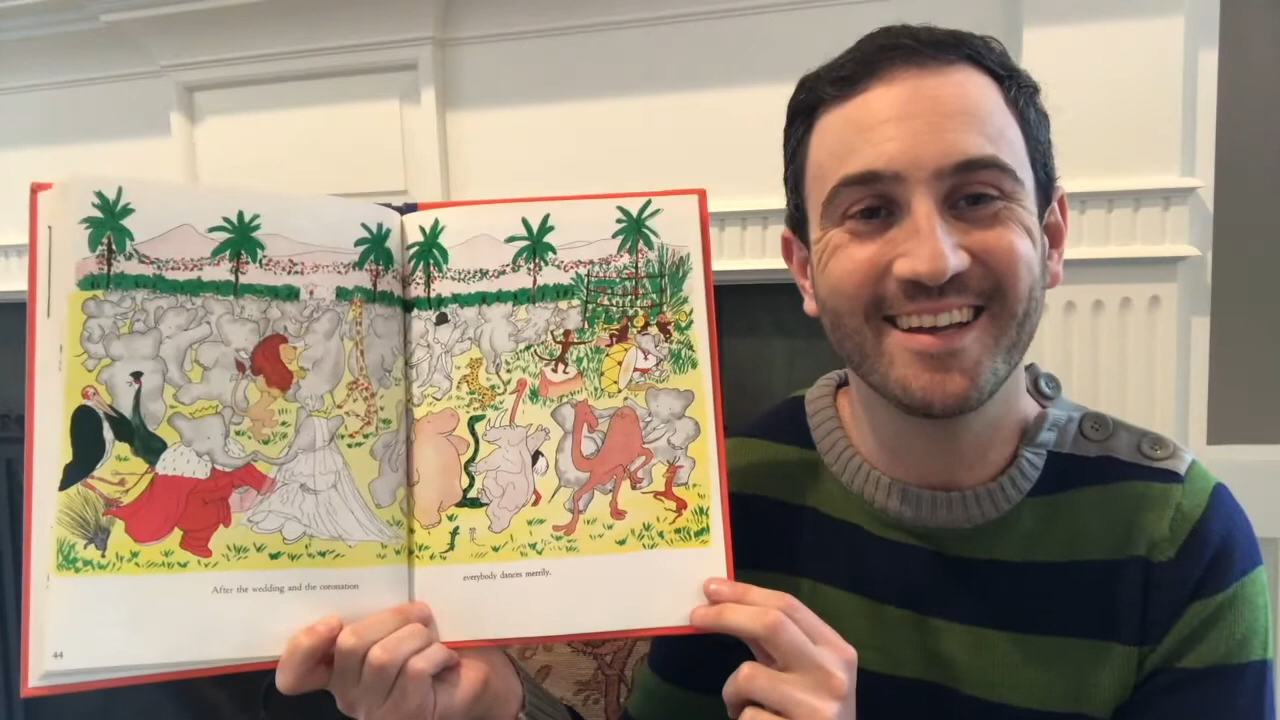 After the wedding and the coronation
everybody dances merrily.
44